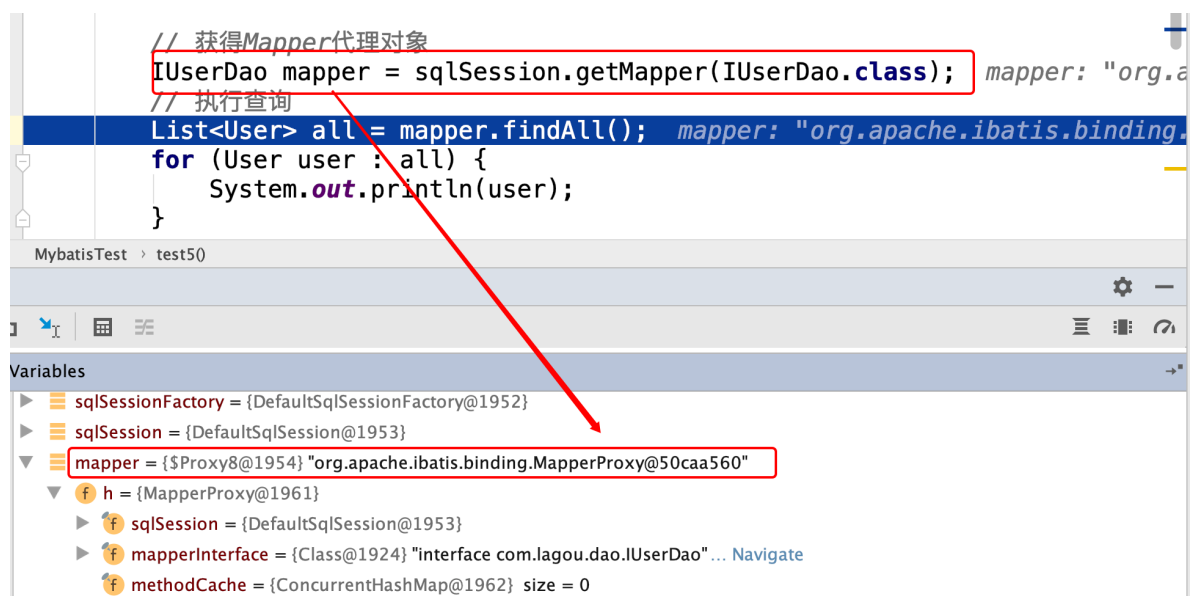 // 获得Mapper代理对象
IUserDao mapper = sqlSession.getMapper(IUserDao.class); mapper: "org.a
// 执行查询
List<User> all = mapper.findAll(); mapper: "org.apache.ibatis.binding.
for (User user : all) {
System.out.println(user);
}
MybatisTest › test5()
Variables
sqlSessionFactory = {DefaultSqlSessionFactory@1952}
sqlSession = {DefaultSqlSession@1953}
mapper = {$Proxy8@1954} "org.apache.ibatis.binding.MapperProxy@50caa560"
f h = {MapperProxy@1961}
f sqlSession = {DefaultSqlSession@1953}
f mapperInterface = {Class@1924} "interface com.lagou.dao.IUserDao"... Navigate
f methodCache = {ConcurrentHashMap@1962} size = 0